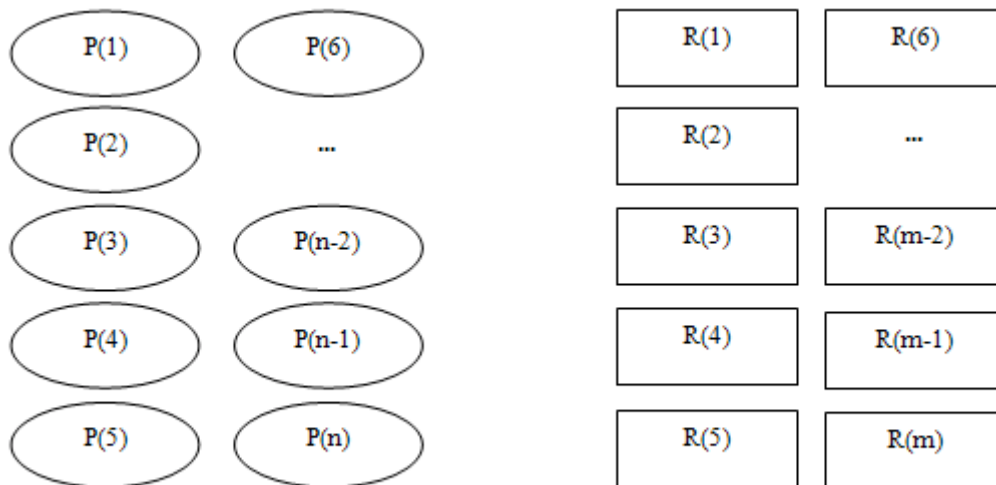 P(1) P(6) R(1) R(6)
P(2) ... R(2) ...
P(3) P(n-2) R(3) R(m-2)
P(4) P(n-1) R(4) R(m-1)
P(5) P(n) R(5) R(m)